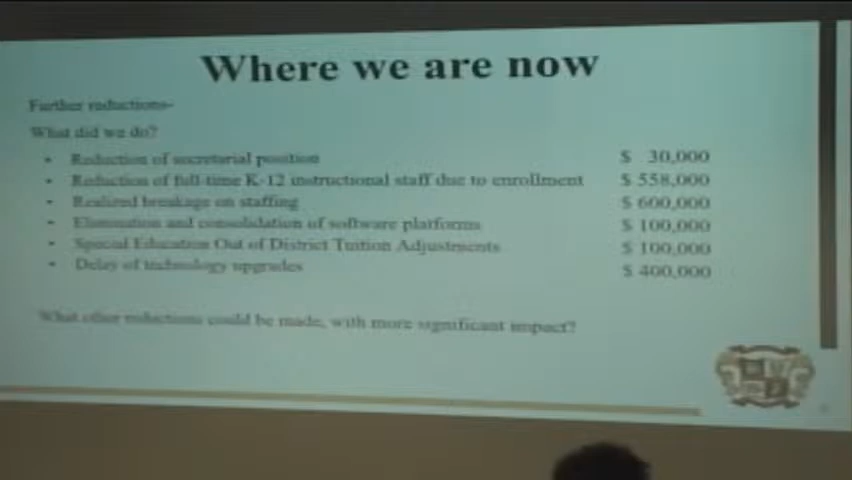 Where we are now
Further reductions-
What did we do?
• Reduction of secretarial position $ 30,000
• Reduction of full-time K-12 instructional staff due to enrollment $ 558,000
• Realized breakage on staffing $ 600,000
• Elimination and consolidation of software platforms $ 100,000
• Special Education Out of District Tuition Adjustments $ 100,000
• Delay of technology upgrades $ 400,000
What other reductions could be made, with more significant impact?